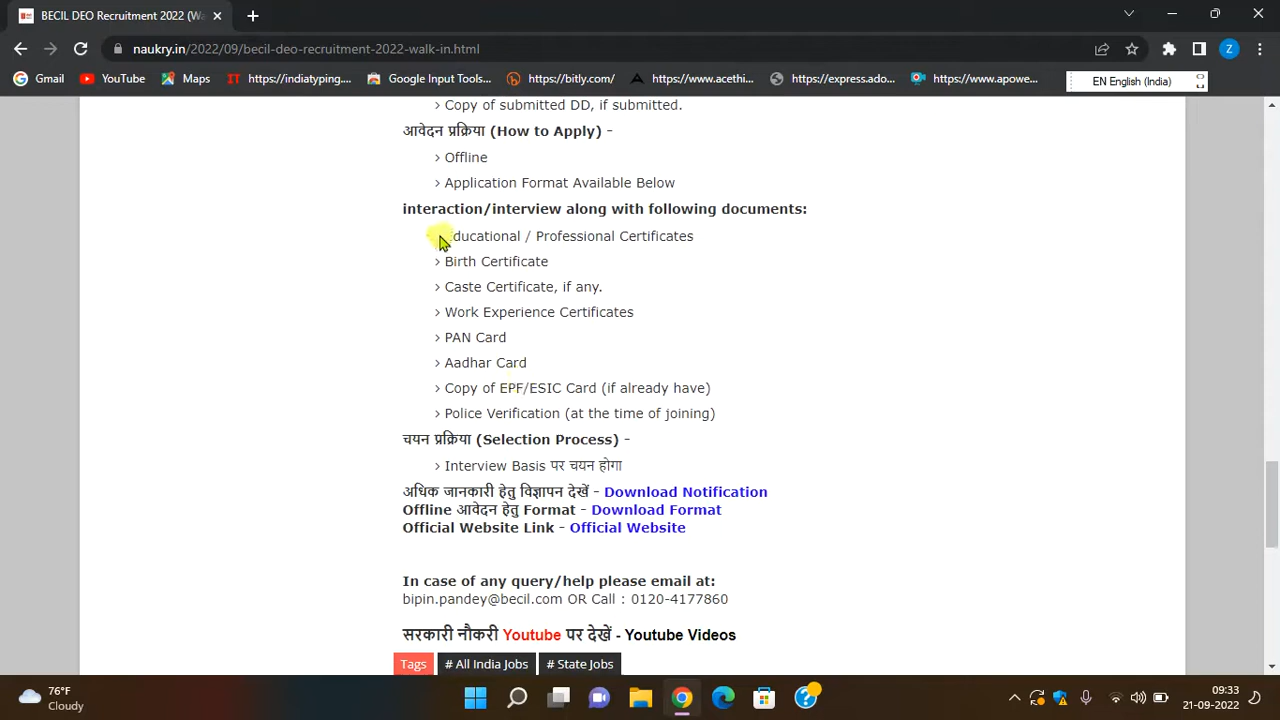 BECIL DEO Recruitment 2022 (Wa
naukry.in/2022/09/becil-deo-recruitment-2022-walk-in.html
Z
Gmail YouTube Maps IT https://indiatyping.... Google Input Tools... https://bitly.com/ https://www.acethi... https://express.ado... https://www.apowe...
EN English (India)
> Copy of submitted DD, if submitted.
आवेदन प्रक्रिया (How to Apply) -
> Offline
> Application Format Available Below
interaction/interview along with following documents:
ducational / Professional Certificates
> Birth Certificate
> Caste Certificate, if any.
> Work Experience Certificates
> PAN Card
> Aadhar Card
> Copy of EPF/ESIC Card (if already have)
> Police Verification (at the time of joining)
चयन प्रक्रिया (Selection Process) -
> Interview Basis पर चयन होगा
अधिक जानकारी हेतु विज्ञापन देखें - Download Notification
Offline आवेदन हेतु Format - Download Format
Official Website Link - Official Website
In case of any query/help please email at:
bipin.pandey@becil.com OR Call : 0120-4177860
सरकारी नौकरी Youtube पर देखें - Youtube Videos
Tags # All India Jobs # State Jobs
76°F
Cloudy
09:33
21-09-2022